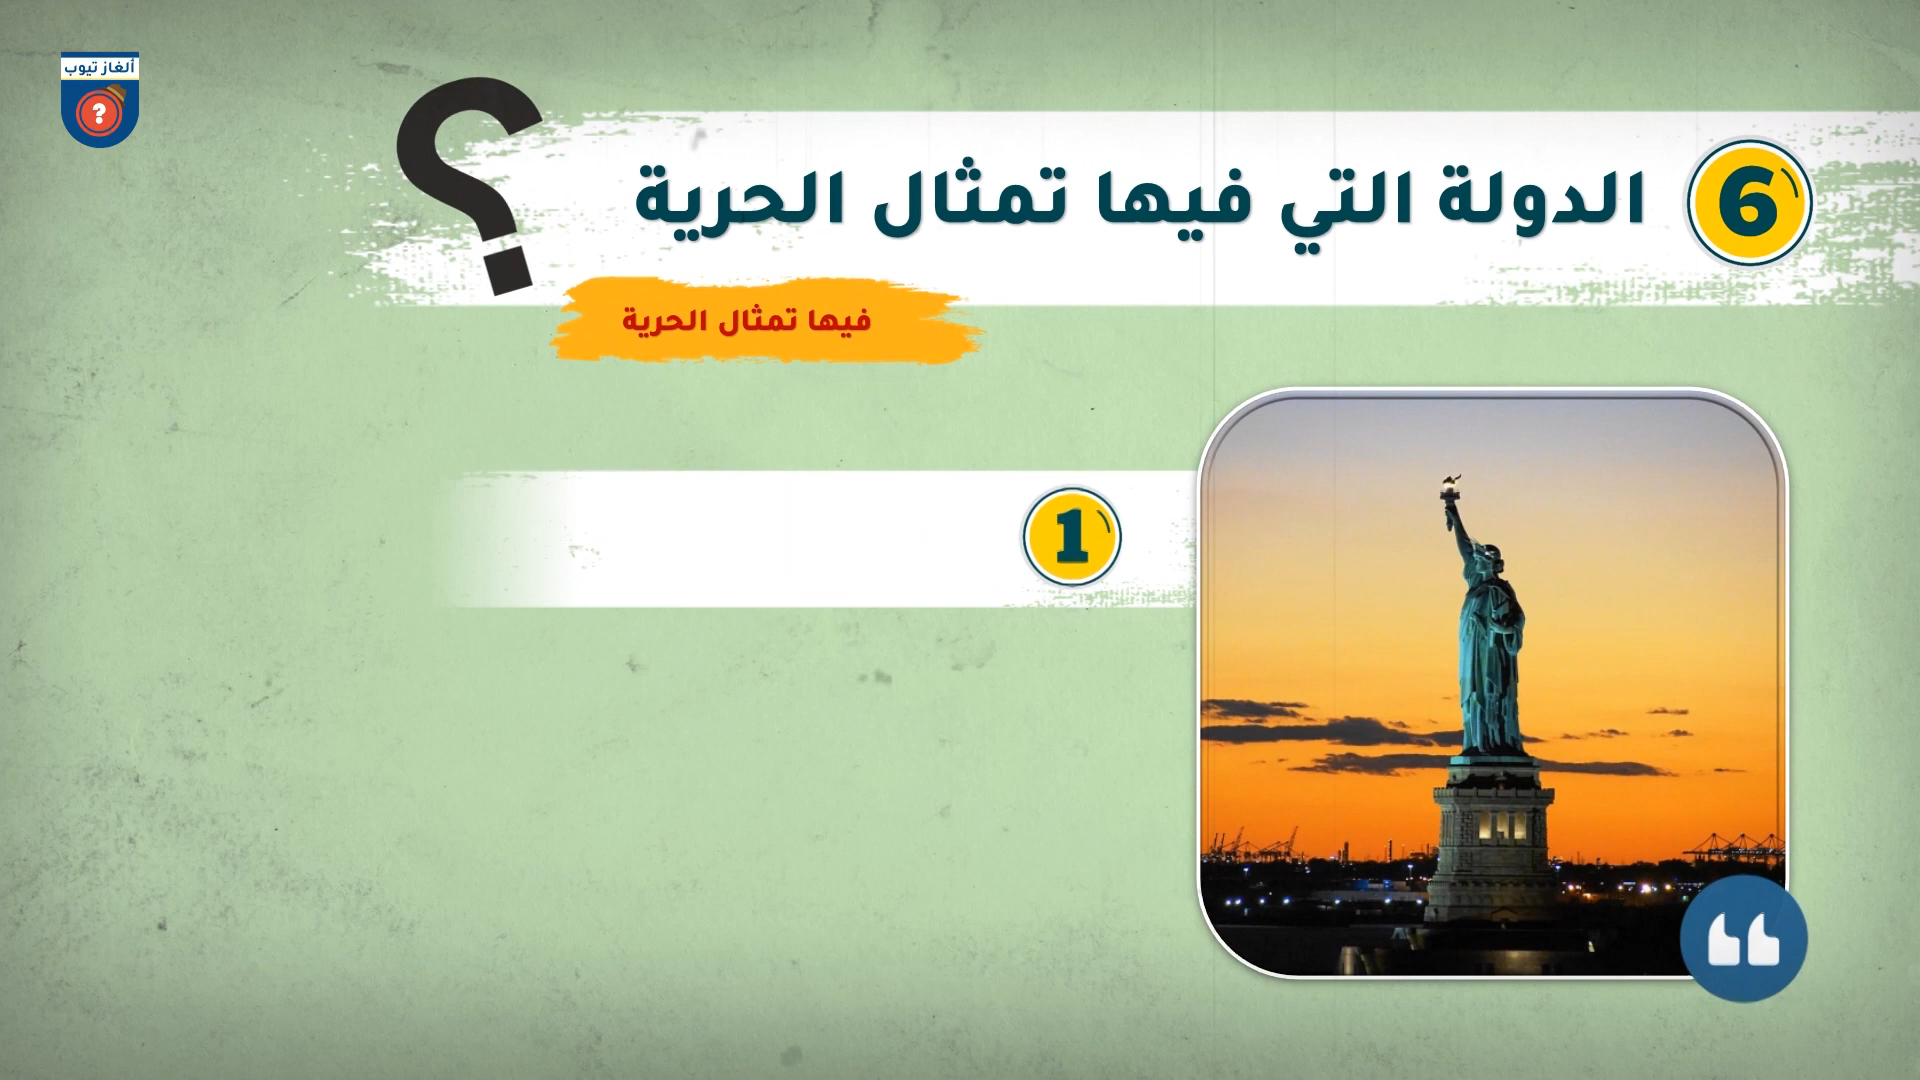 ألغاز تيوب
?
6
الدولة التي فيها تمثال الحرية
؟
فيها تمثال الحرية
1